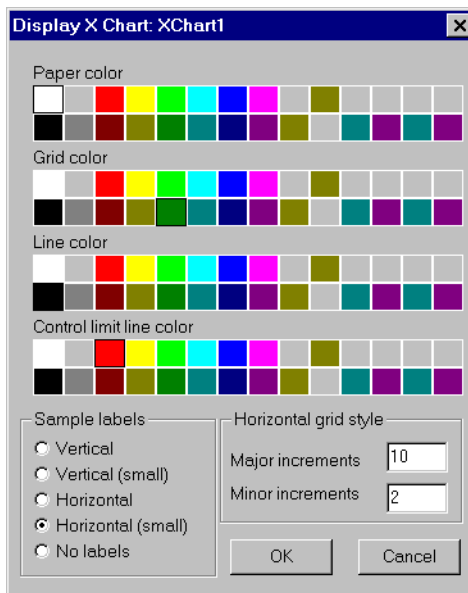 Display X Chart: XChart1
Paper color
Grid color
Line color
Control limit line color
Sample labels
Vertical
Vertical (small)
Horizontal
Horizontal (small)
No labels
Horizontal grid style
Major increments 10
Minor increments 2
OK Cancel